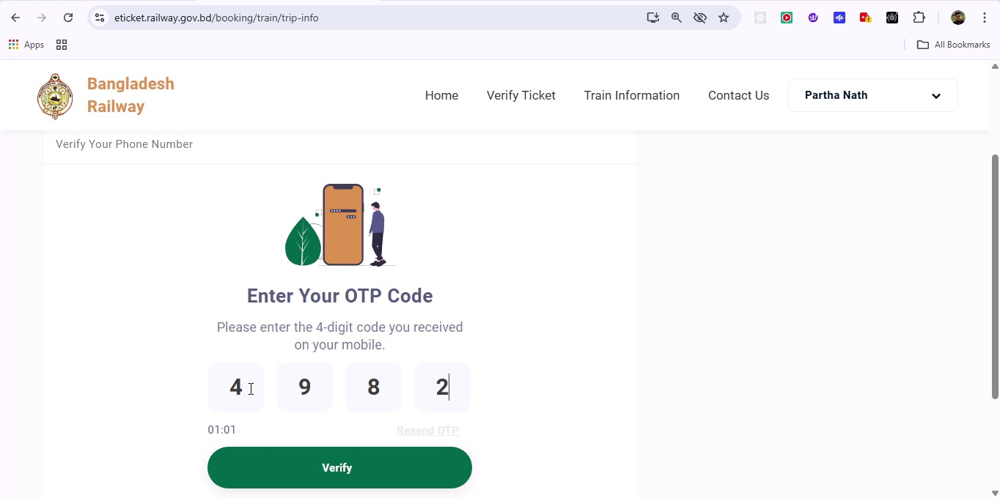 eticket.railway.gov.bd/booking/train/trip-info
Apps
All Bookmarks
Bangladesh
Railway
Home
Verify Ticket
Train Information
Contact Us
Partha Nath
Verify Your Phone Number
Enter Your OTP Code
Please enter the 4-digit code you received
on your mobile.
4 9 8 2
01:01
Resend OTP
Verify